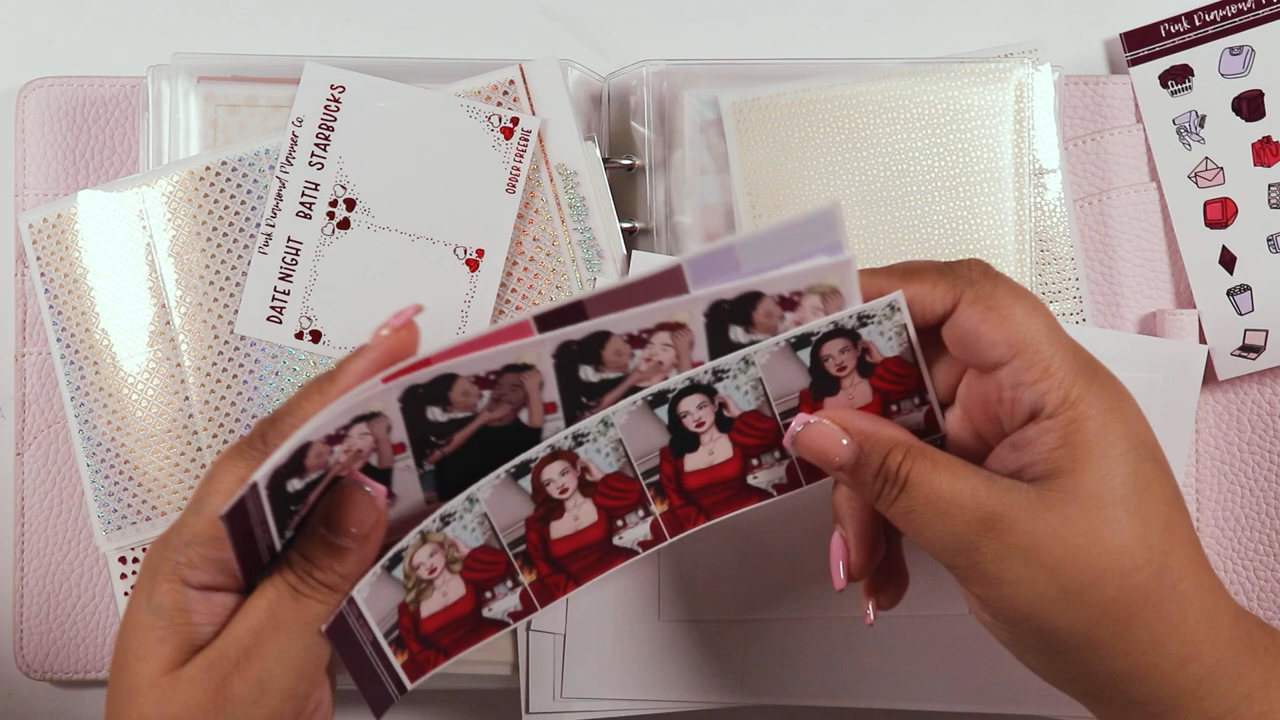 Pink Diamond Planner Co.
DATE NIGHT BATH STARBUCKS
ORDER FREEBIE
Pink Diamond